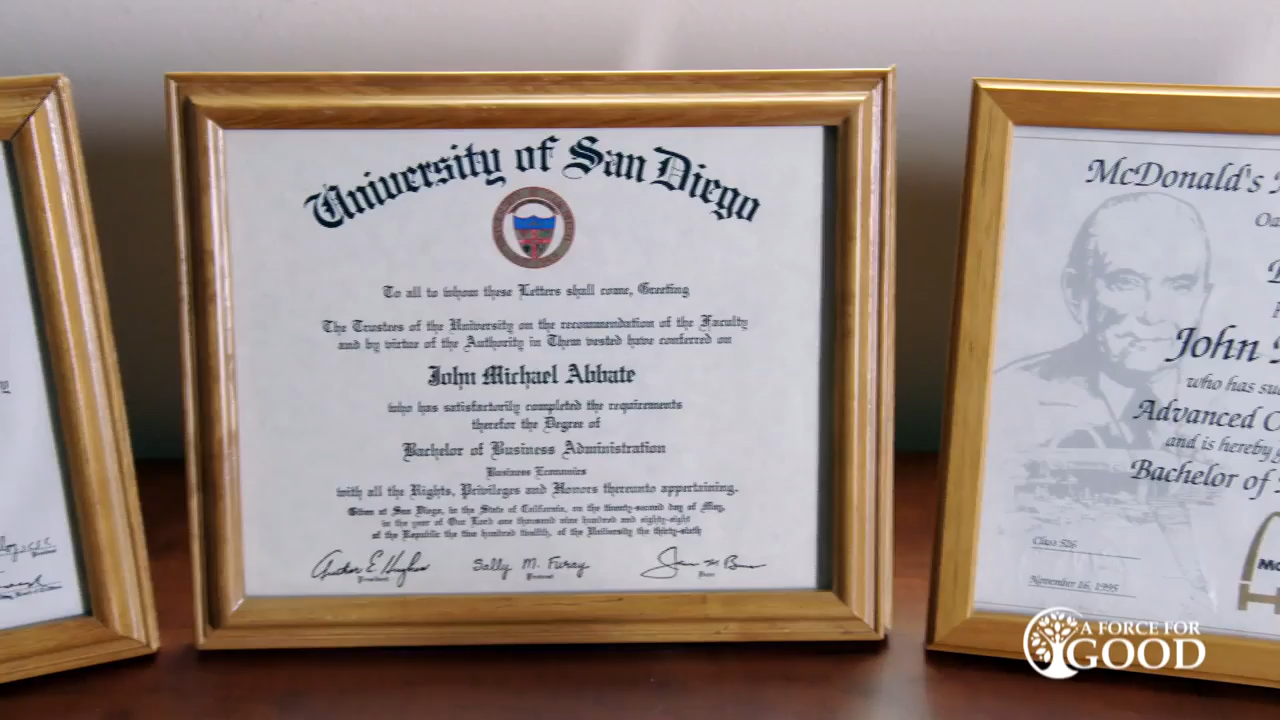 University of San Diego
To all to whom these Letters shall come, Greeting
The Trustees of the University on the recommendation of the Faculty
and by virtue of the Authority in Them vested have conferred on
John Michael Abbate
who has satisfactorily completed the requirements
therefor the Degree of
Bachelor of Business Administration
Business Economics
with all the Rights, Privileges and Honors thereunto appertaining.
Given at San Diego, in the State of California, on the twenty-second day of May,
in the year of Our Lord one thousand nine hundred and eighty-eight
of the Republic the two hundred twelfth, of the University the thirty-sixth
Author E. Hughes
Sally M. Furay
President
Provost
Dean
McDonald's
John
who has su
Advanced O
and is hereby g
Bachelor of
Class 526
November 16, 1995
A FORCE FOR
GOOD